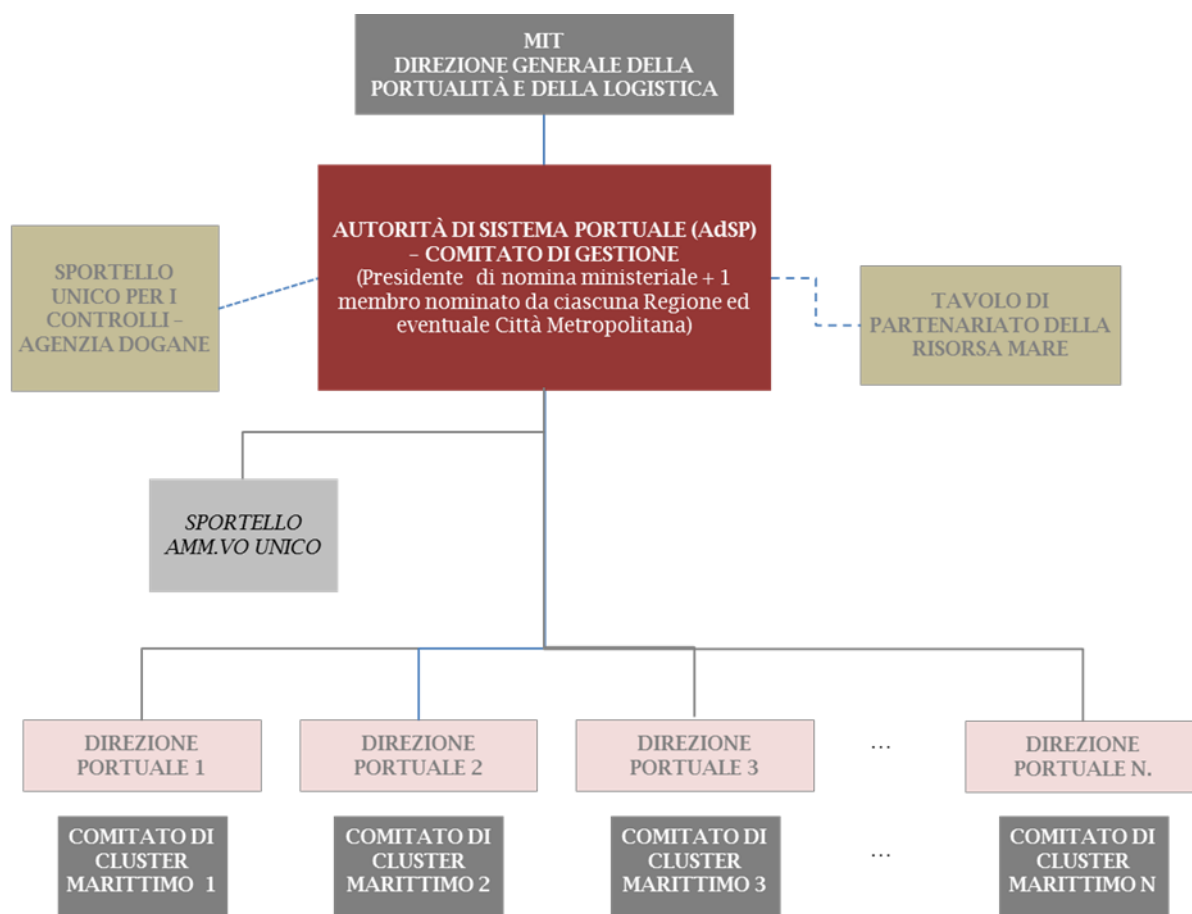 MIT
DIREZIONE GENERALE DELLA
PORTUALITÀ E DELLA LOGISTICA
AUTORITÀ DI SISTEMA PORTUALE (AdSP)
– COMITATO DI GESTIONE
(Presidente di nomina ministeriale + 1
membro nominato da ciascuna Regione ed
eventuale Città Metropolitana)
SPORTELLO
UNICO PER I
CONTROLLI –
AGENZIA DOGANE
TAVOLO DI
PARTENARIATO DELLA
RISORSA MARE
SPORTELLO
AMM.VO UNICO
DIREZIONE
PORTUALE 1
DIREZIONE
PORTUALE 2
DIREZIONE
PORTUALE 3
...
DIREZIONE
PORTUALE N.
COMITATO DI
CLUSTER
MARITTIMO 1
COMITATO DI
CLUSTER
MARITTIMO 2
COMITATO DI
CLUSTER
MARITTIMO 3
...
COMITATO DI
CLUSTER
MARITTIMO N